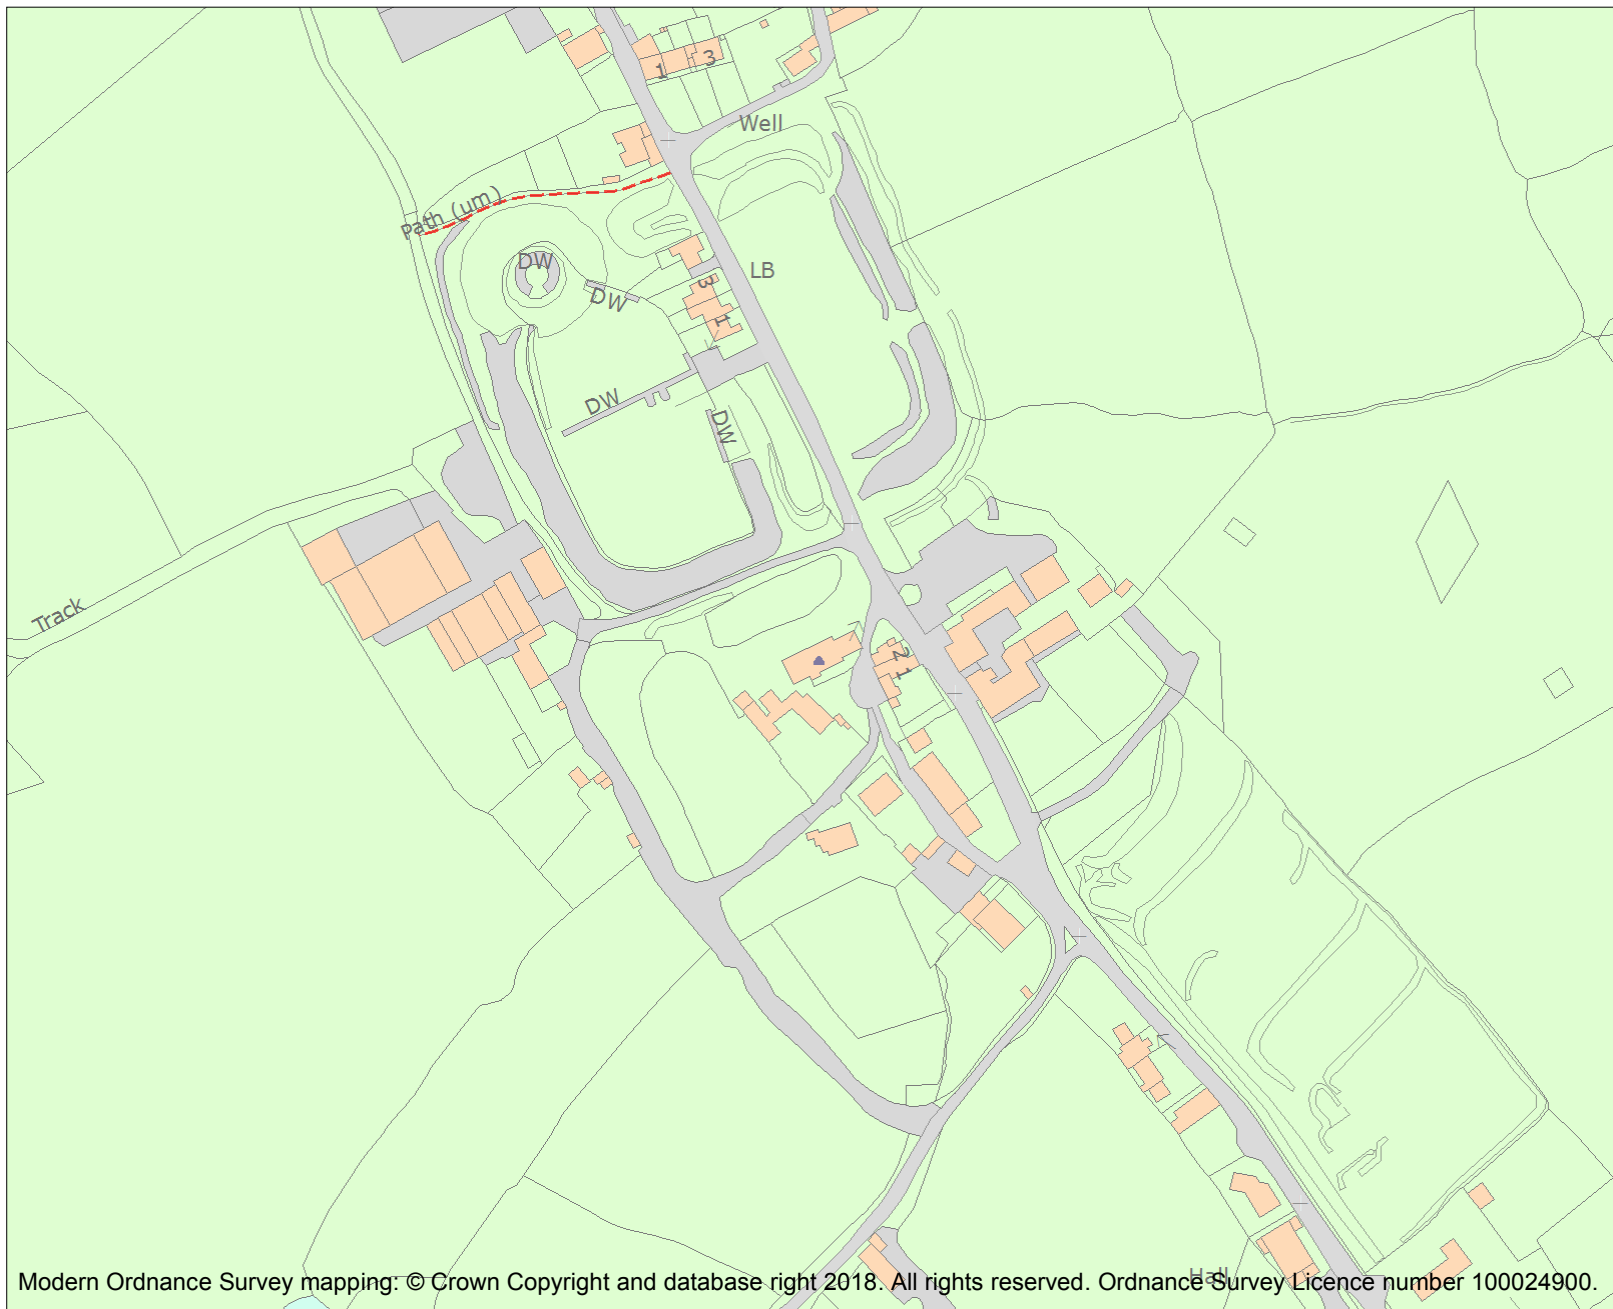 1
3
Well
Path (um)
DW
LB
DW
3
1
DW
DW
Track
2
1
Hall
Modern Ordnance Survey mapping: © Crown Copyright and database right 2018. All rights reserved. Ordnance Survey Licence number 100024900.